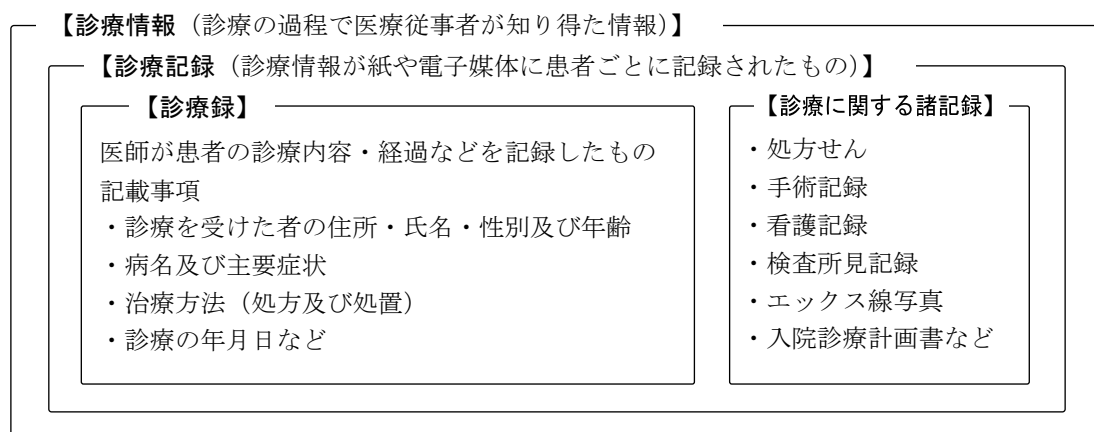 【診療情報（診療の過程で医療従事者が知り得た情報）】
【診療記録（診療情報が紙や電子媒体に患者ごとに記録されたもの）】
【診療録】
医師が患者の診療内容・経過などを記録したもの
記載事項
・診療を受けた者の住所・氏名・性別及び年齢
・病名及び主要症状
・治療方法（処方及び処置）
・診療の年月日など
【診療に関する諸記録】
・処方せん
・手術記録
・看護記録
・検査所見記録
・エックス線写真
・入院診療計画書など